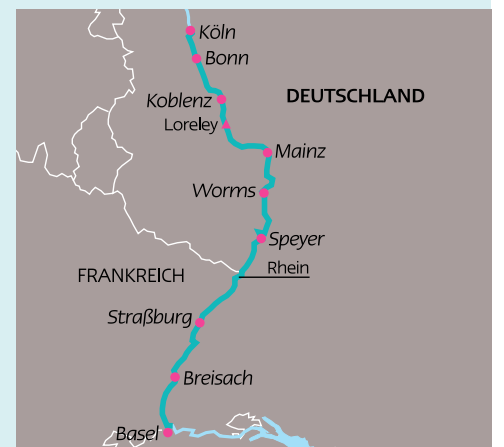 Köln
Bonn
Koblenz
DEUTSCHLAND
Loreley
Mainz
Worms
Speyer
Rhein
FRANKREICH
Straßburg
Breisach
Basel